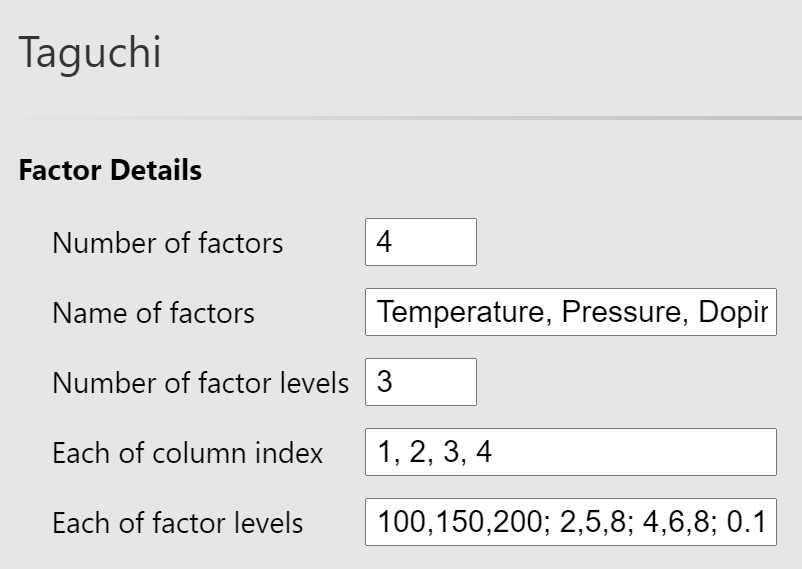 Taguchi
Factor Details
Number of factors 4
Name of factors Temperature, Pressure,
Number of factor levels 3
Each of column index 1, 2, 3, 4
Each of factor levels 100,150,200; 2,5,8; 4,6,8; 0.1